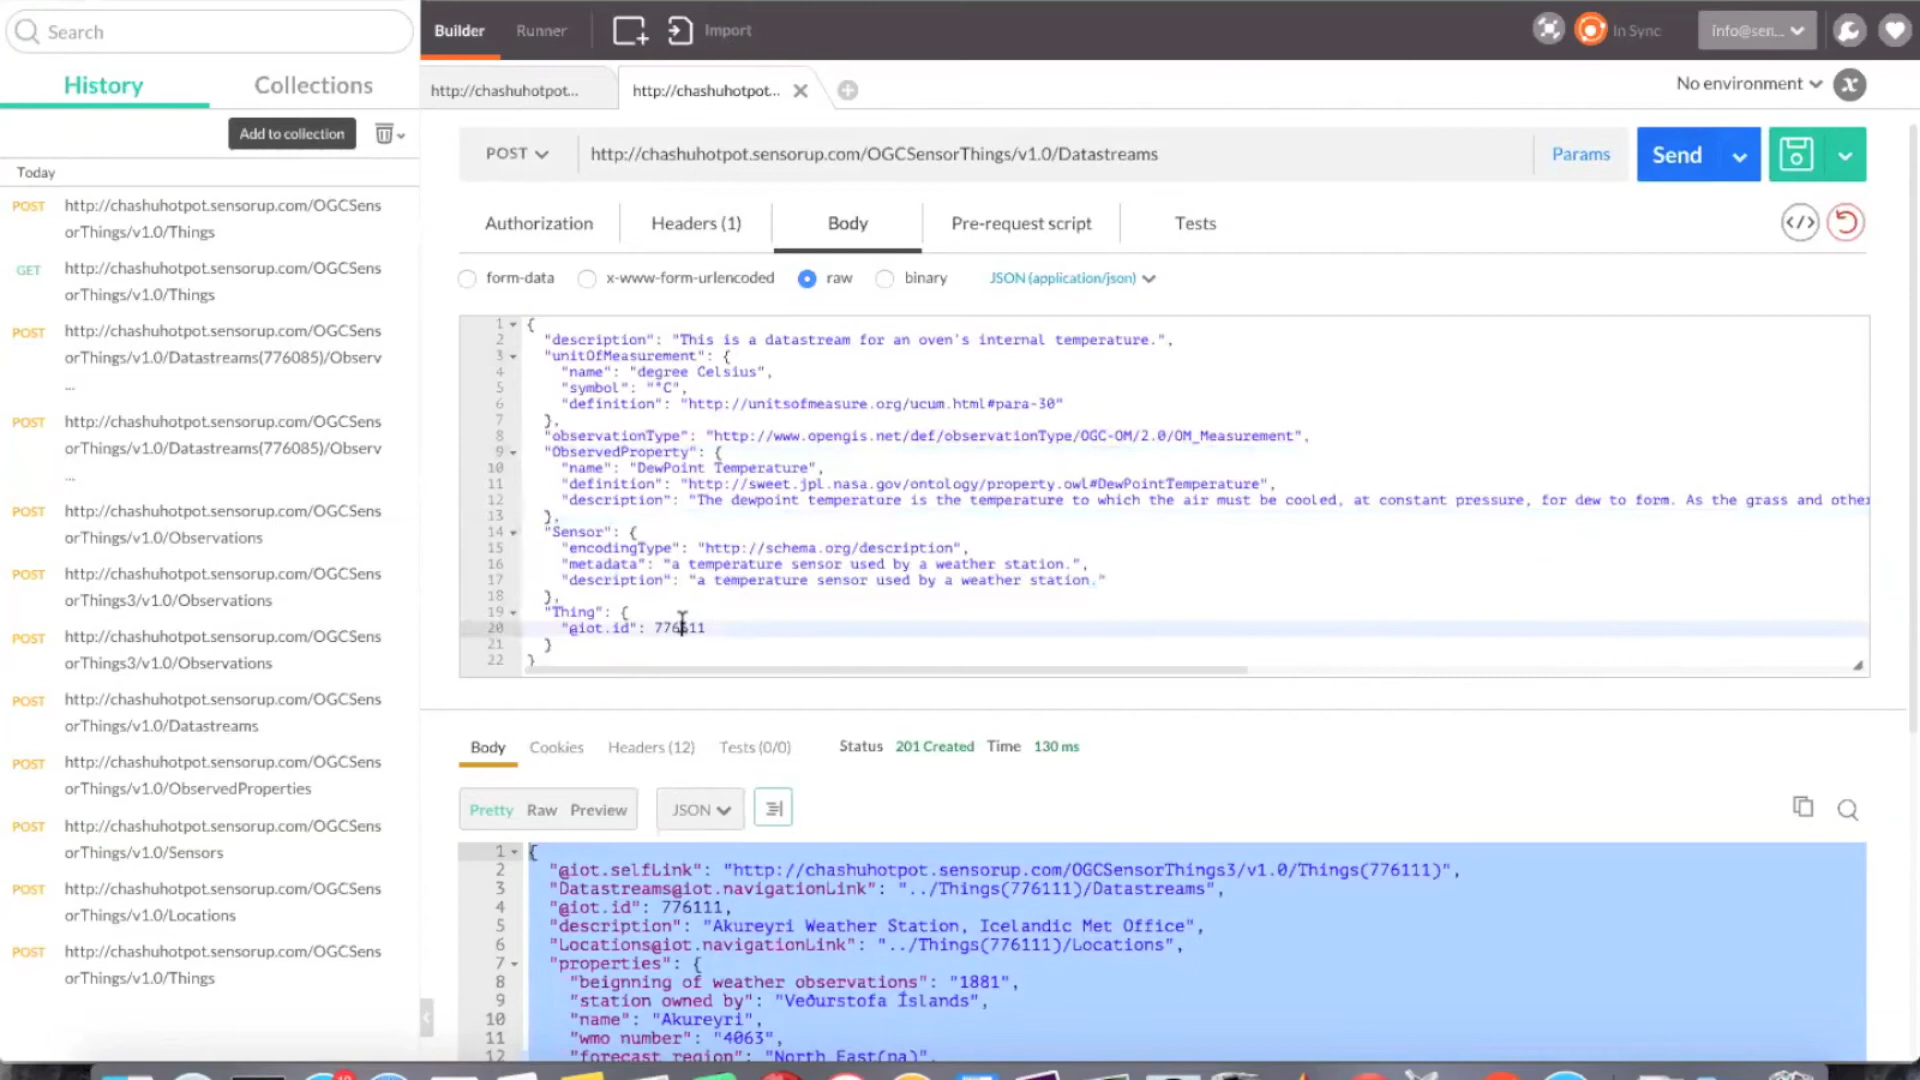 Search
Builder
Runner
Import
In Sync
info@sen...
History
Collections
http://chashuhotpot...
http://chashuhotpot...
No environment
Add to collection
POST
http://chashuhotpot.sensorup.com/OGCSensorThings/v1.0/Datastreams
Params
Send
Today
Authorization
Headers (1)
Body
Pre-request script
Tests
form-data
x-www-form-urlencoded
raw
binary
JSON (application/json)
POST http://chashuhotpot.sensorup.com/OGCSens
orThings/v1.0/Things
GET http://chashuhotpot.sensorup.com/OGCSens
orThings/v1.0/Things
POST http://chashuhotpot.sensorup.com/OGCSens
orThings/v1.0/Datastreams(776085)/Observ
...
POST http://chashuhotpot.sensorup.com/OGCSens
orThings/v1.0/Datastreams(776085)/Observ
...
POST http://chashuhotpot.sensorup.com/OGCSens
orThings/v1.0/Observations
POST http://chashuhotpot.sensorup.com/OGCSens
orThings3/v1.0/Observations
POST http://chashuhotpot.sensorup.com/OGCSens
orThings3/v1.0/Observations
POST http://chashuhotpot.sensorup.com/OGCSens
orThings/v1.0/Datastreams
POST http://chashuhotpot.sensorup.com/OGCSens
orThings/v1.0/ObservedProperties
POST http://chashuhotpot.sensorup.com/OGCSens
orThings/v1.0/Sensors
POST http://chashuhotpot.sensorup.com/OGCSens
orThings/v1.0/Locations
POST http://chashuhotpot.sensorup.com/OGCSens
orThings/v1.0/Things
1 {
2 "description": "This is a datastream for an oven's internal temperature.",
3 "unitOfMeasurement": {
4 "name": "degree Celsius",
5 "symbol": "°C",
6 "definition": "http://unitsofmeasure.org/ucum.html#para-30"
7 },
8 "observationType": "http://www.opengis.net/def/observationType/OGC-OM/2.0/OM_Measurement",
9 "ObservedProperty": {
10 "name": "DewPoint Temperature",
11 "definition": "http://sweet.jpl.nasa.gov/ontology/property.owl#DewPointTemperature",
12 "description": "The dewpoint temperature is the temperature to which the air must be cooled, at constant pressure, for dew to form. As the grass and other
13 },
14 "Sensor": {
15 "encodingType": "http://schema.org/description",
16 "metadata": "a temperature sensor used by a weather station.",
17 "description": "a temperature sensor used by a weather station."
18 },
19 "Thing": {
20 "@iot.id": 776611
21 }
22 }
Body
Cookies
Headers (12)
Tests (0/0)
Status 201 Created Time 130 ms
Pretty
Raw
Preview
JSON
1 {
2 "@iot.selfLink": "http://chashuhotpot.sensorup.com/OGCSensorThings3/v1.0/Things(776111)",
3 "Datastreams@iot.navigationLink": "../Things(776111)/Datastreams",
4 "@iot.id": 776111,
5 "description": "Akureyri Weather Station, Icelandic Met Office",
6 "Locations@iot.navigationLink": "../Things(776111)/Locations",
7 "properties": {
8 "beignning of weather observations": "1881",
9 "station owned by": "Veðurstofa Íslands",
10 "name": "Akureyri",
11 "wmo number": "4063",
12 "forecast region": "North East(na)",